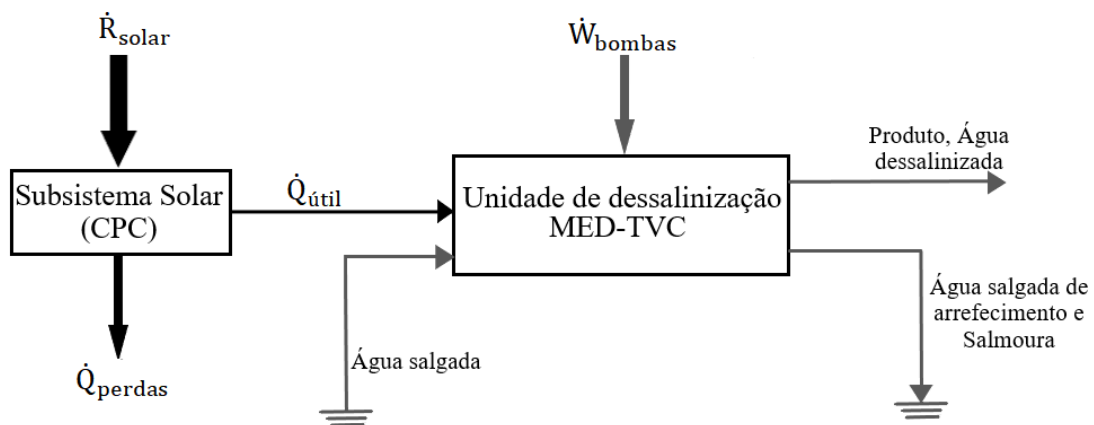 Ṙsolar
Ẇbombas
Produto, Água
dessalinizada
Subsistema Solar
(CPC)
Q̇útil
Unidade de dessalinização
MED-TVC
Água salgada
Água salgada de
arrefecimento e
Salmoura
Q̇perdas